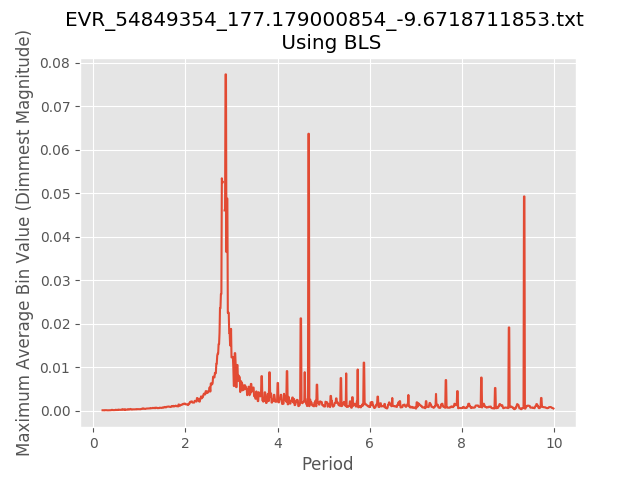 EVR_54849354_177.179000854_-9.6718711853.txt
Using BLS
Maximum Average Bin Value (Dimmest Magnitude)
0.08
0.07
0.06
0.05
0.04
0.03
0.02
0.01
0.00
0 2 4 6 8 10
Period